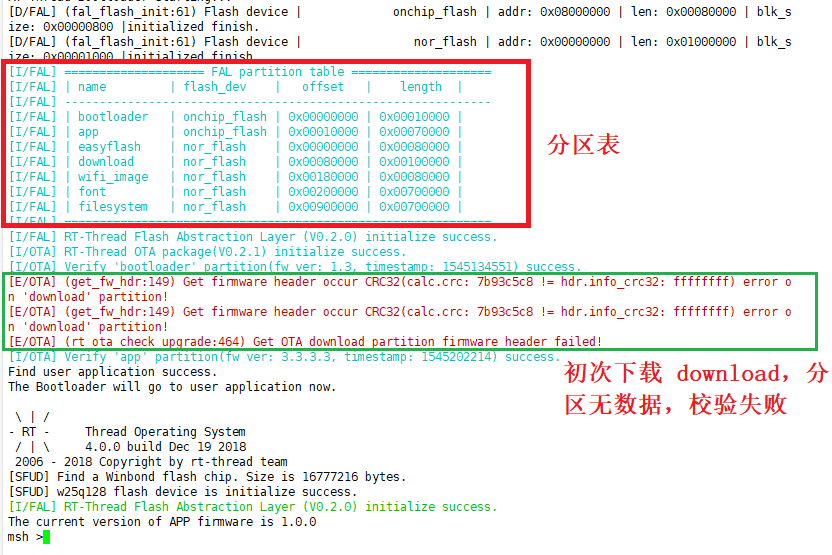 [D/FAL] (fal_flash_init:61) Flash device |             onchip_flash | addr: 0x08000000 | len: 0x00080000 | blk_s
ize: 0x00000800 |initialized finish.
[D/FAL] (fal_flash_init:61) Flash device |                nor_flash | addr: 0x00000000 | len: 0x01000000 | blk_s
ize: 0x00001000 |initialized finish.
[I/FAL] ==================== FAL partition table ====================
[I/FAL] | name         | flash_dev    |   offset   |    length  |
[I/FAL] -------------------------------------------------------------
[I/FAL] | bootloader   | onchip_flash | 0x00000000 | 0x00010000 |
[I/FAL] | app          | onchip_flash | 0x00010000 | 0x00070000 |
[I/FAL] | easyflash    | nor_flash    | 0x00000000 | 0x00080000 |
[I/FAL] | download     | nor_flash    | 0x00080000 | 0x00100000 |
[I/FAL] | wifi_image   | nor_flash    | 0x00180000 | 0x00080000 |
[I/FAL] | font         | nor_flash    | 0x00200000 | 0x00700000 |
[I/FAL] | filesystem   | nor_flash    | 0x00900000 | 0x00700000 |
[I/FAL] =============================================================
分区表
[I/FAL] RT-Thread Flash Abstraction Layer (V0.2.0) initialize success.
[I/OTA] RT-Thread OTA package(V0.2.1) initialize success.
[I/OTA] Verify 'bootloader' partition(fw ver: 1.3, timestamp: 1545134551) success.
[E/OTA] (get_fw_hdr:149) Get firmware header occur CRC32(calc.crc: 7b93c5c8 != hdr.info_crc32: ffffffff) error o
n 'download' partition!
[E/OTA] (get_fw_hdr:149) Get firmware header occur CRC32(calc.crc: 7b93c5c8 != hdr.info_crc32: ffffffff) error o
n 'download' partition!
[E/OTA] (rt_ota_check_upgrade:464) Get OTA download partition firmware header failed!
[I/OTA] Verify 'app' partition(fw ver: 3.3.3.3, timestamp: 1545202214) success.
Find user application success.
The Bootloader will go to user application now.
初次下载 download，分
区无数据，校验失败
 \ | /
- RT -     Thread Operating System
 / | \     4.0.0 build Dec 19 2018
 2006 - 2018 Copyright by rt-thread team
[SFUD] Find a Winbond flash chip. Size is 16777216 bytes.
[SFUD] w25q128 flash device is initialize success.
[I/FAL] RT-Thread Flash Abstraction Layer (V0.2.0) initialize success.
The current version of APP firmware is 1.0.0
msh >